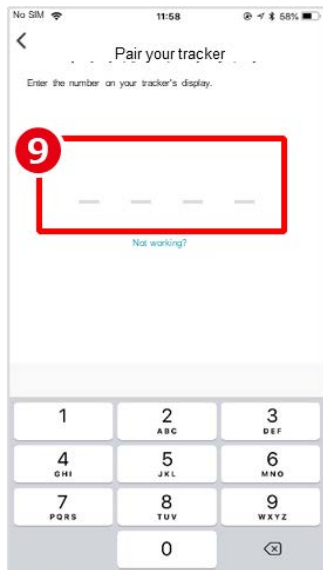 No SIM 11:58 58%
Pair your tracker
Enter the number on your tracker's display.
9
Not working?
1 2 3
ABC DEF
4 5 6
GHI JKL MNO
7 8 9
PQRS TUV WXYZ
0